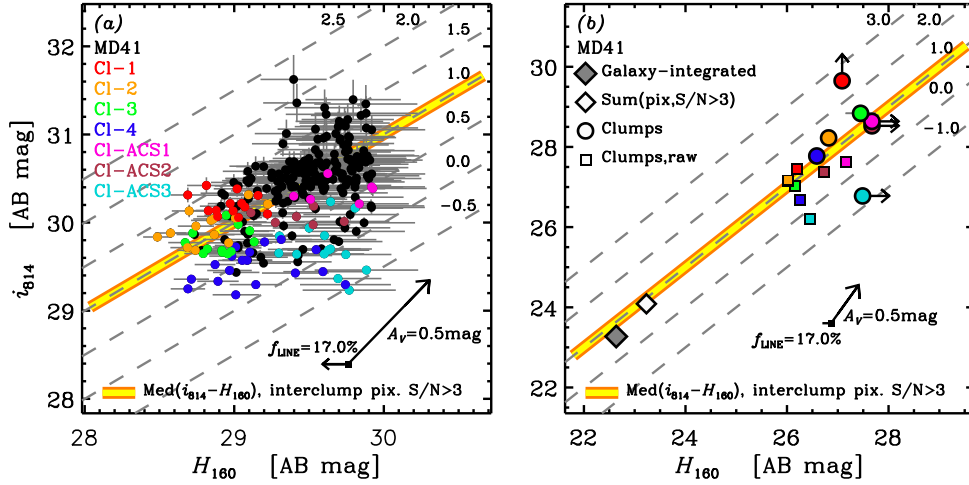 (a)
2.5
2.0
1.5
1.0
0.5
0.0
−0.5
MD41
Cl−1
Cl−2
Cl−3
Cl−4
Cl−ACS1
Cl−ACS2
Cl−ACS3
32
31
30
29
28
i814 [AB mag]
AV=0.5mag
fLINE=17.0%
Med(i814−H160), interclump pix. S/N>3
28
29
30
H160 [AB mag]
(b)
3.0
2.0
1.0
0.0
−1.0
MD41
Galaxy−integrated
Sum(pix,S/N>3)
Clumps
Clumps,raw
30
28
26
24
22
i814 [AB mag]
AV=0.5mag
fLINE=17.0%
Med(i814−H160), interclump pix. S/N>3
22
24
26
28
H160 [AB mag]